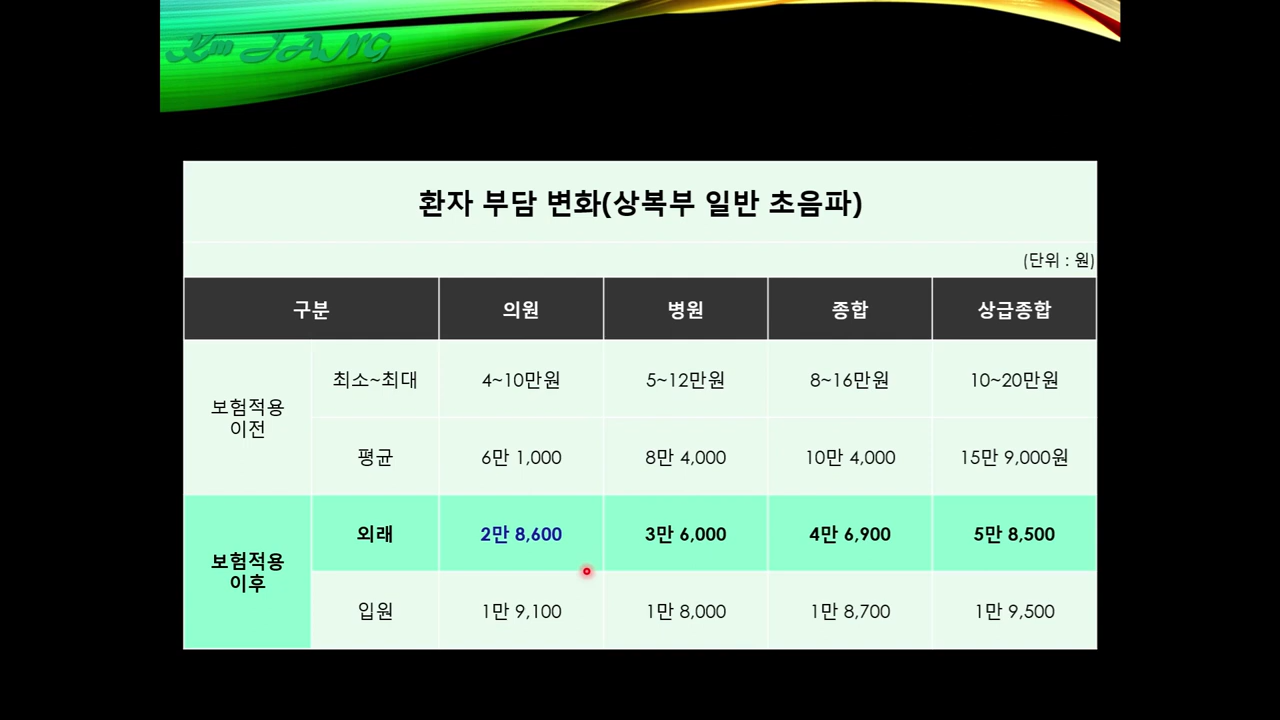 Km JANG
환자 부담 변화(상복부 일반 초음파)
(단위 : 원)
구분 의원 병원 종합 상급종합
보험적용
이전
최소~최대 4~10만원 5~12만원 8~16만원 10~20만원
평균 6만 1,000 8만 4,000 10만 4,000 15만 9,000원
보험적용
이후
외래 2만 8,600 3만 6,000 4만 6,900 5만 8,500
입원 1만 9,100 1만 8,000 1만 8,700 1만 9,500